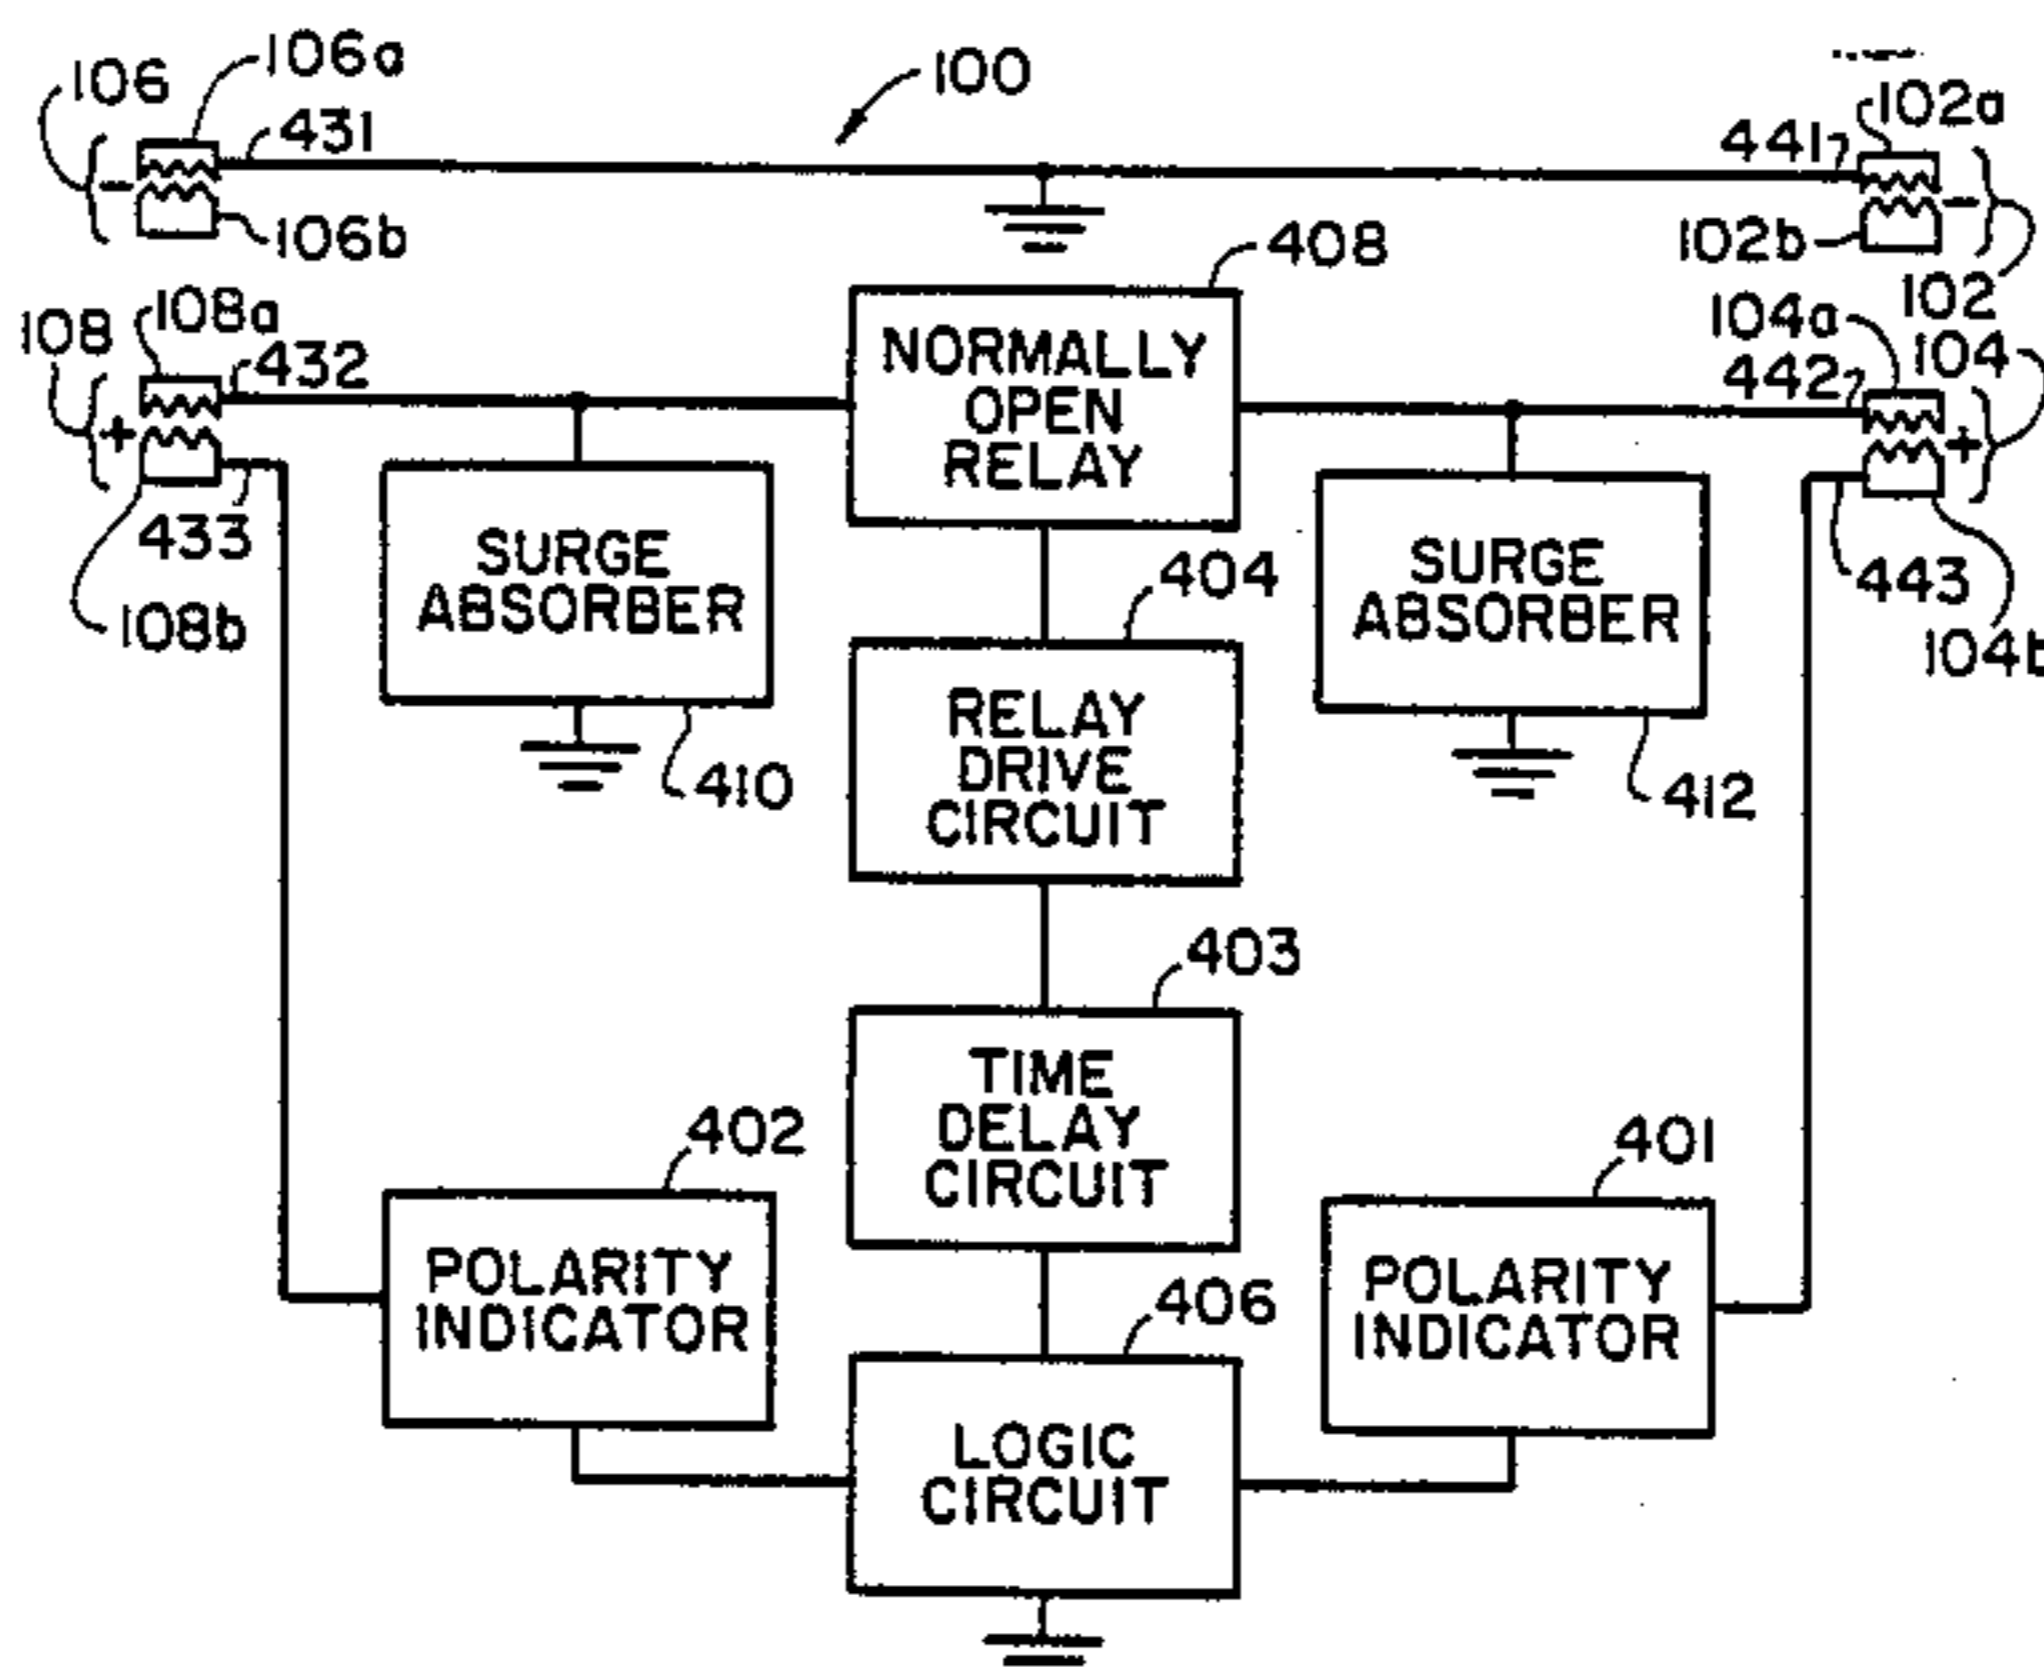 106a
106
431
100
102a
441
-
106b
-
102b
102
408
108a
108
432
+
NORMALLY
OPEN
RELAY
104a
104
442
+
433
108b
SURGE
ABSORBER
410
404
SURGE
ABSORBER
412
443
104b
RELAY
DRIVE
CIRCUIT
403
TIME
DELAY
CIRCUIT
402
POLARITY
INDICATOR
401
POLARITY
INDICATOR
406
LOGIC
CIRCUIT